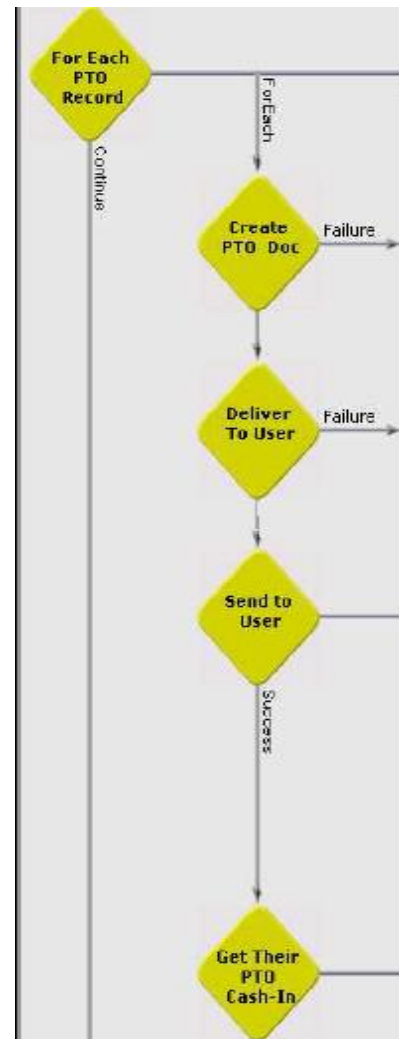 For Each
PTO
Record
ForEach
Continue
Create
PTO Doc
Failure
Deliver
To User
Failure
Send to
User
Success
Get Their
PTO
Cash-In